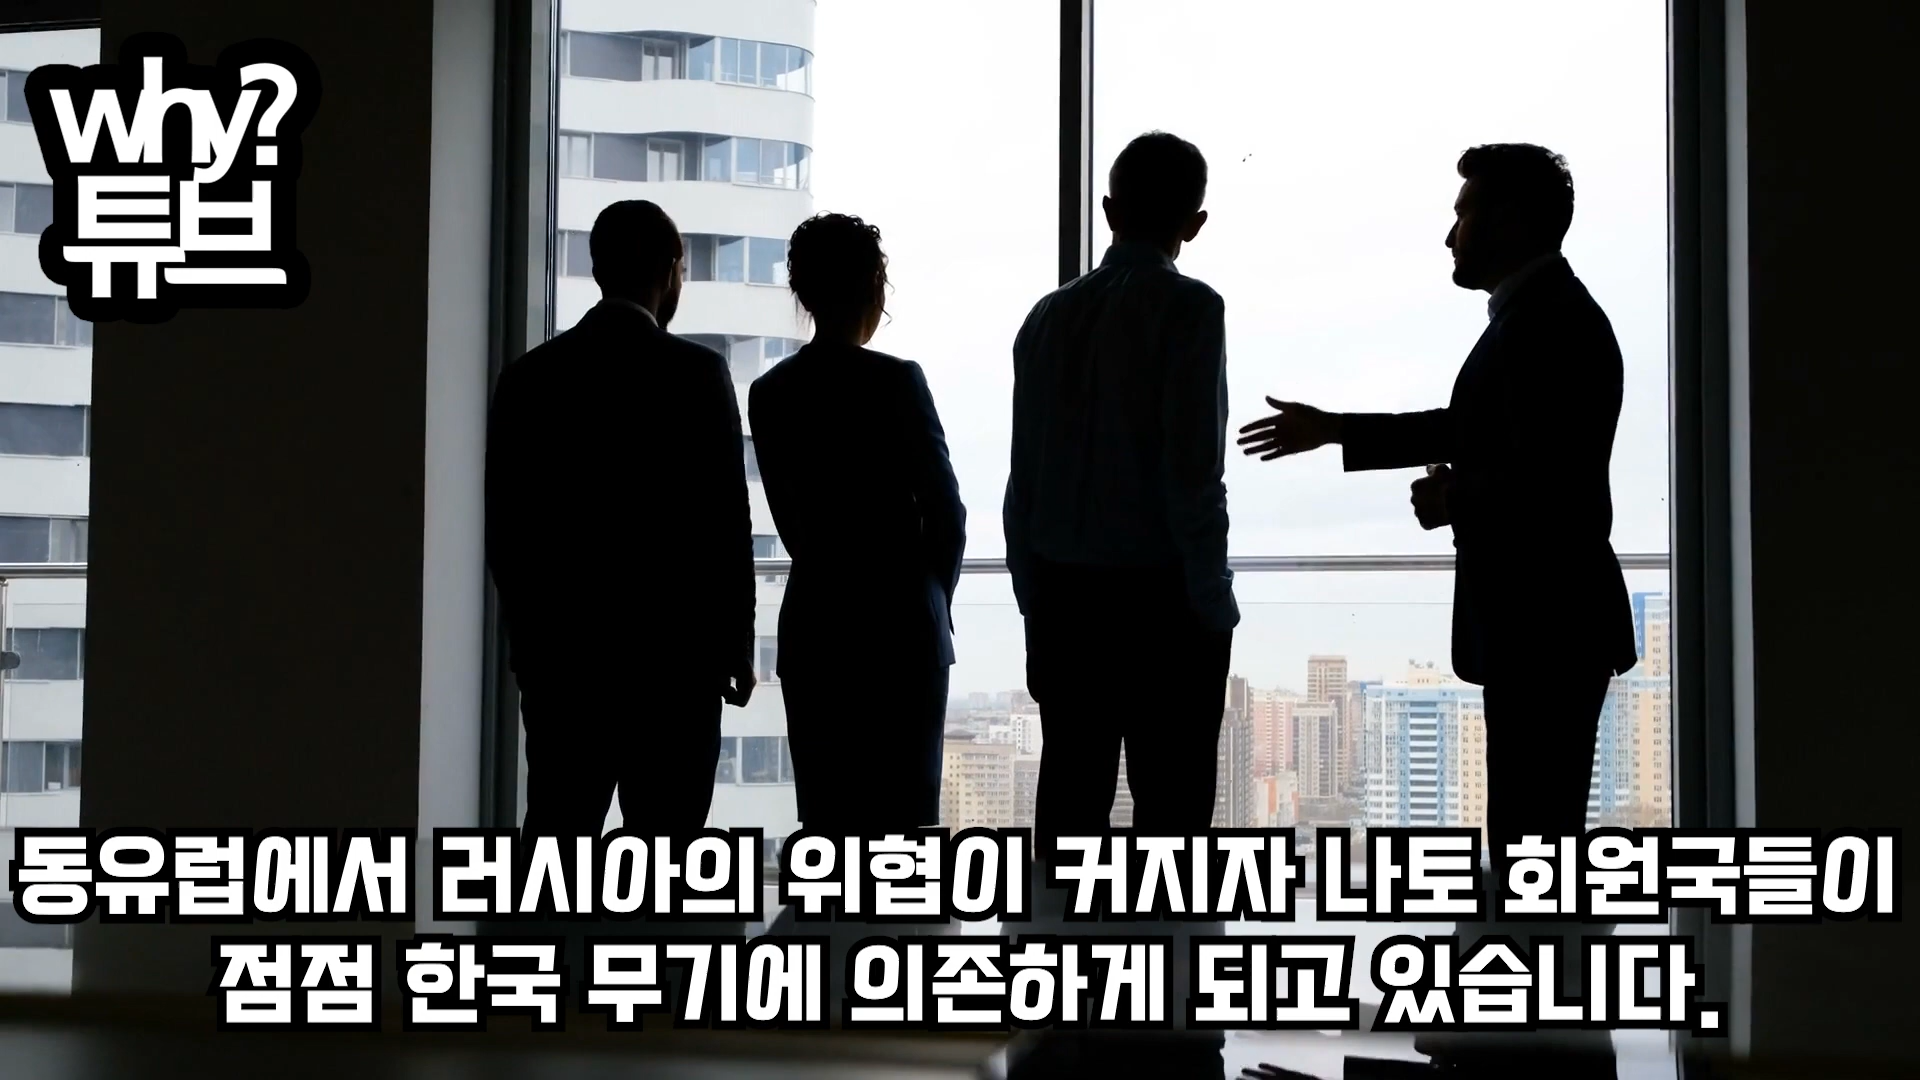 why?
튜브
동유럽에서 러시아의 위협이 커지자 나토 회원국들이
점점 한국 무기에 의존하게 되고 있습니다.